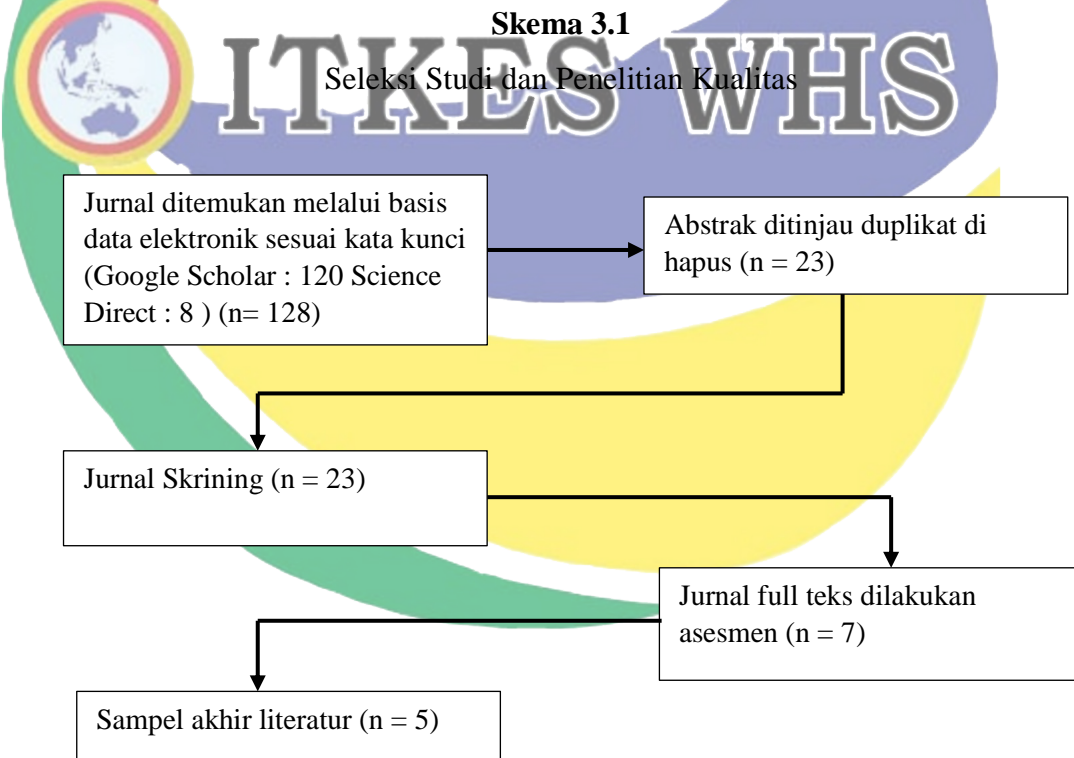 Skema 3.1
ITKES WHS
Seleksi Studi dan Penelitian Kualitas
Jurnal ditemukan melalui basis
data elektronik sesuai kata kunci
(Google Scholar : 120 Science
Direct : 8 ) (n= 128)
Abstrak ditinjau duplikat di
hapus (n = 23)
Jurnal Skrining (n = 23)
Jurnal full teks dilakukan
asesmen (n = 7)
Sampel akhir literatur (n = 5)